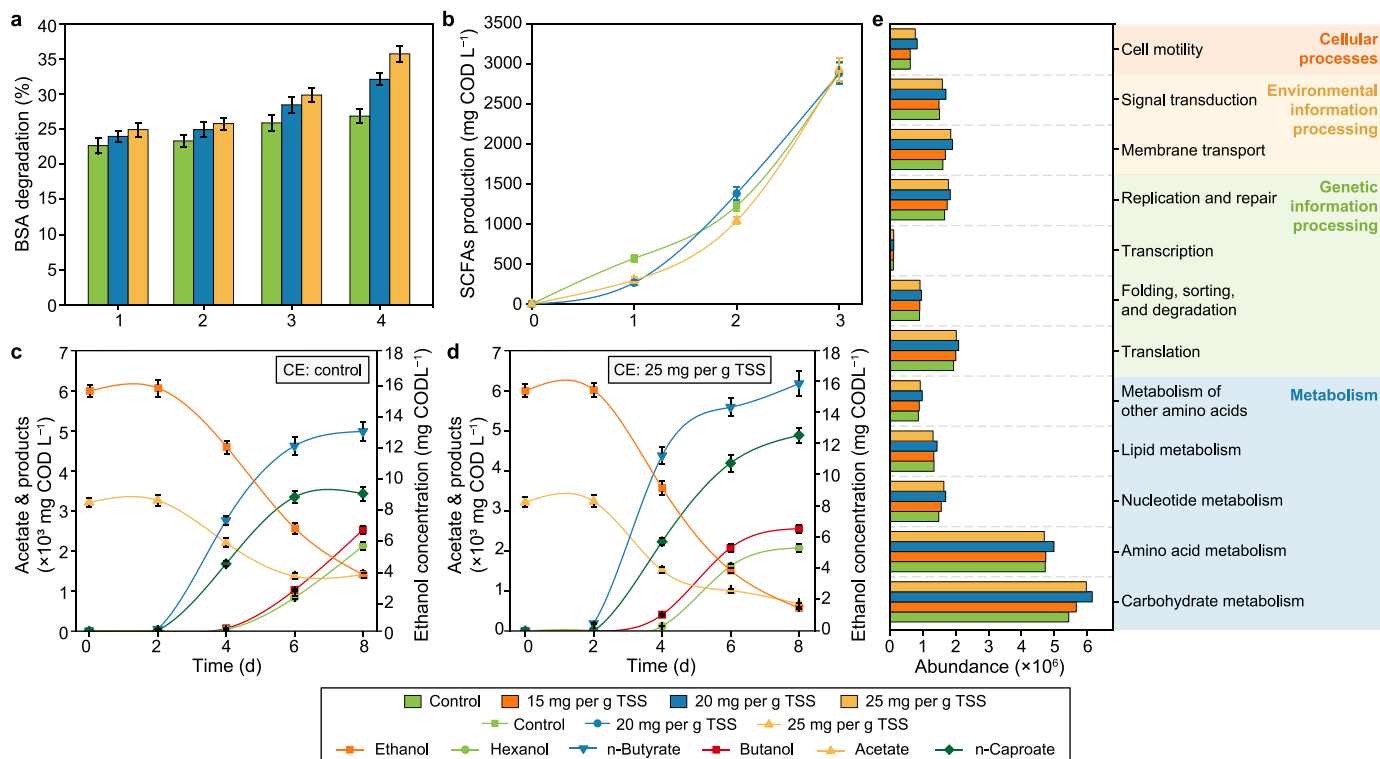 a
BSA degradation (%)
40
35
30
25
20
15
10
5
0
1
2
3
4
b
SCFAs production (mg COD L⁻¹)
3500
3000
2500
2000
1500
1000
500
0
0
1
2
3
c
CE: control
Acetate & products
(×10³ mg COD L⁻¹)
7
6
5
4
3
2
1
0
18
16
14
12
10
8
6
4
2
0
Ethanol concentration (mg CODL⁻¹)
0
2
4
6
8
Time (d)
d
CE: 25 mg per g TSS
Acetate & products
(×10³ mg COD L⁻¹)
7
6
5
4
3
2
1
0
18
16
14
12
10
8
6
4
2
0
Ethanol concentration (mg CODL⁻¹)
0
2
4
6
8
Time (d)
e
Cell motility
Cellular
processes
Signal transduction
Environmental
information
processing
Membrane transport
Replication and repair
Genetic
information
processing
Transcription
Folding, sorting,
and degradation
Translation
Metabolism of
other amino acids
Metabolism
Lipid metabolism
Nucleotide metabolism
Amino acid metabolism
Carbohydrate metabolism
0 1 2 3 4 5 6
Abundance (×10⁶)
Control 15 mg per g TSS 20 mg per g TSS 25 mg per g TSS
Control 20 mg per g TSS 25 mg per g TSS
Ethanol Hexanol n-Butyrate Butanol Acetate n-Caproate